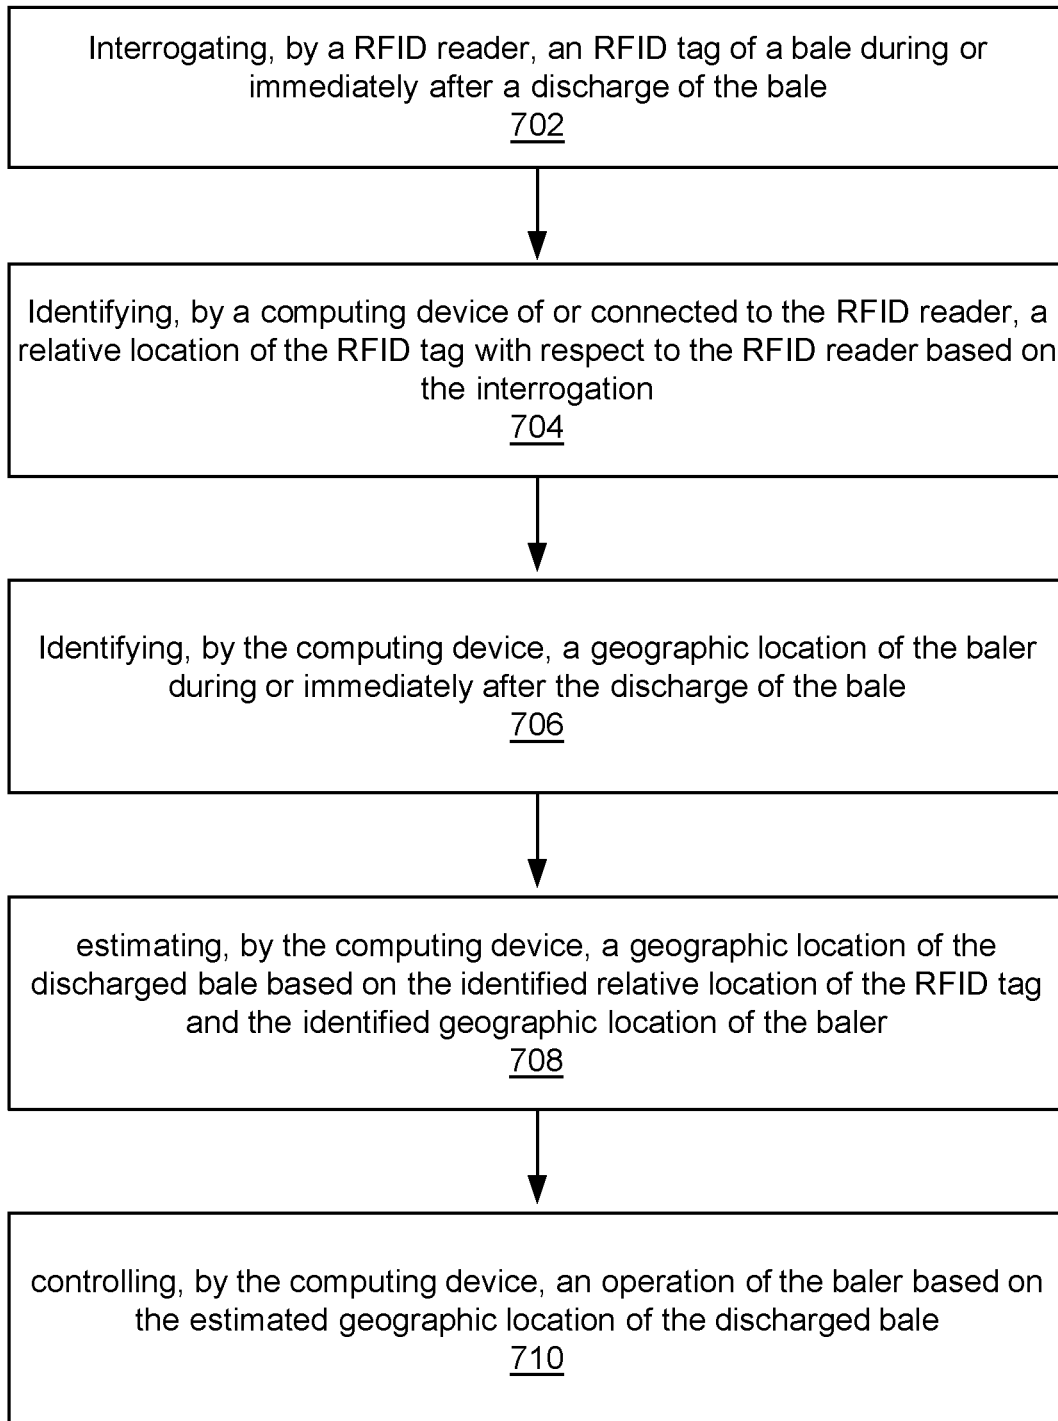 Interrogating, by a RFID reader, an RFID tag of a bale during or
immediately after a discharge of the bale
702
Identifying, by a computing device of or connected to the RFID reader, a
relative location of the RFID tag with respect to the RFID reader based on
the interrogation
704
Identifying, by the computing device, a geographic location of the baler
during or immediately after the discharge of the bale
706
estimating, by the computing device, a geographic location of the
discharged bale based on the identified relative location of the RFID tag
and the identified geographic location of the baler
708
controlling, by the computing device, an operation of the baler based on
the estimated geographic location of the discharged bale
710